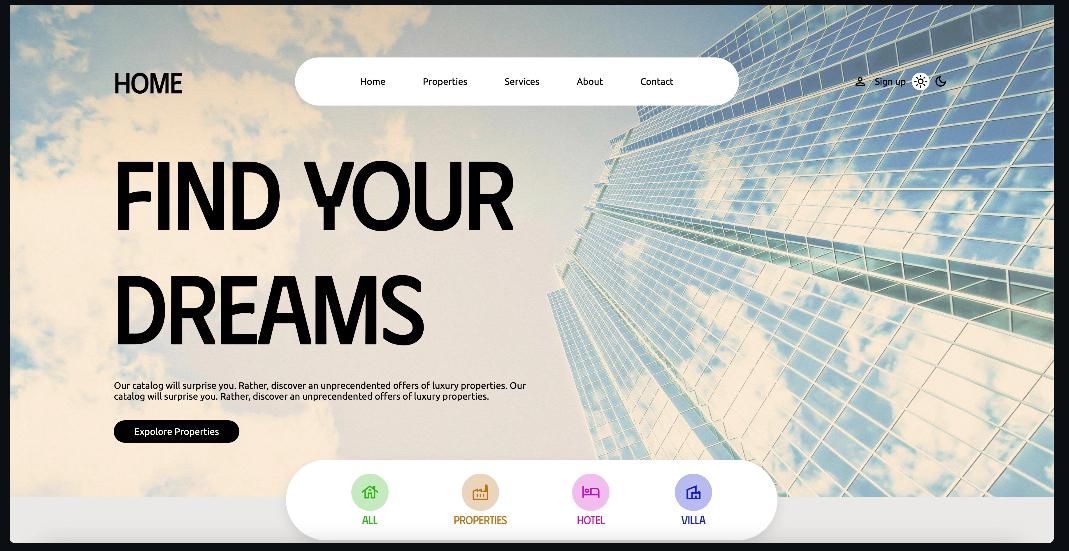 HOME
Home Properties Services About Contact
Sign up
FIND YOUR
DREAMS
Our catalog will surprise you. Rather, discover an unprecendented offers of luxury properties. Our
catalog will surprise you. Rather, discover an unprecendented offers of luxury properties.
Expolore Properties
ALL PROPERTIES HOTEL VILLA